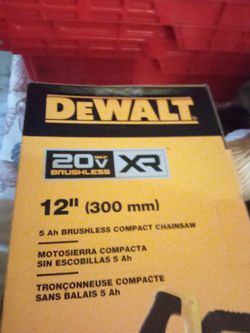 DEWALT
20V MAX* XR
BRUSHLESS
12" (300 mm)
5 Ah BRUSHLESS COMPACT CHAINSAW
MOTOSIERRA COMPACTA
SIN ESCOBILLAS 5 Ah
TRONÇONNEUSE COMPACTE
SANS BALAIS 5 Ah